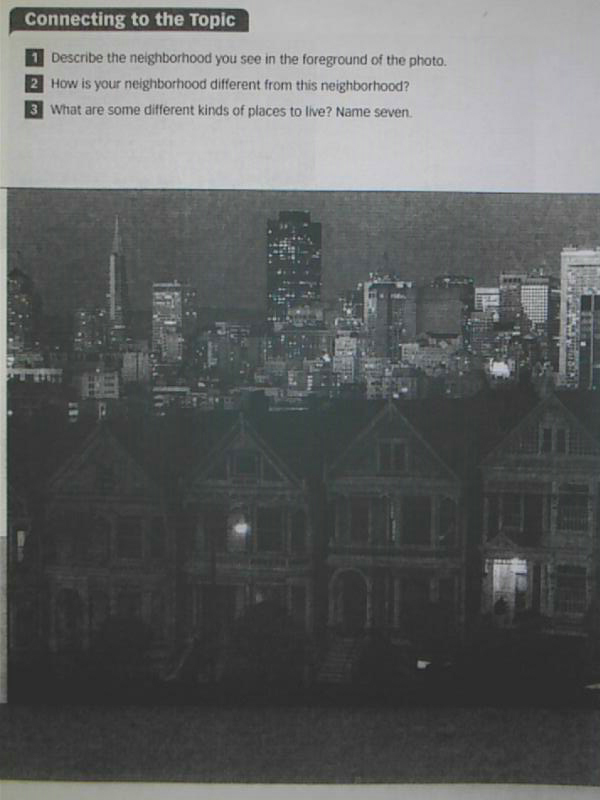 Connecting to the Topic
1 Describe the neighborhood you see in the foreground of the photo.
2 How is your neighborhood different from this neighborhood?
3 What are some different kinds of places to live? Name seven.